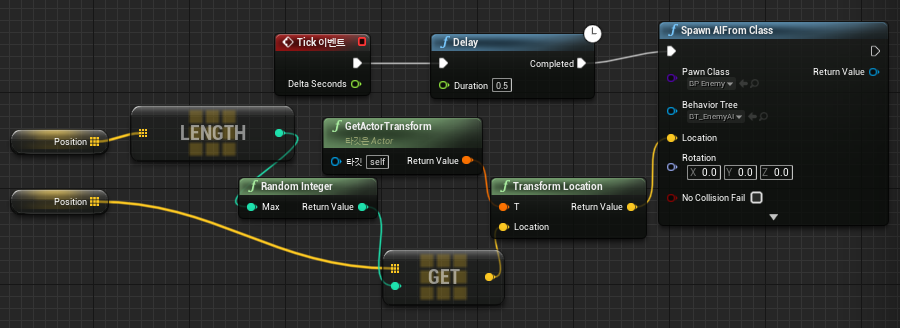 Tick 이벤트
Delta Seconds
Delay
Completed
Duration 0.5
Spawn AIFrom Class
Pawn Class
Return Value
BP Enemy
Behavior Tree
BT_EnemyAI
Location
Rotation
X 0.0 Y 0.0 Z 0.0
No Collision Fail
Position
LENGTH
GetActorTransform
타깃은 Actor
타깃 self Return Value
Position
Random Integer
Max Return Value
Transform Location
T Return Value
Location
GET